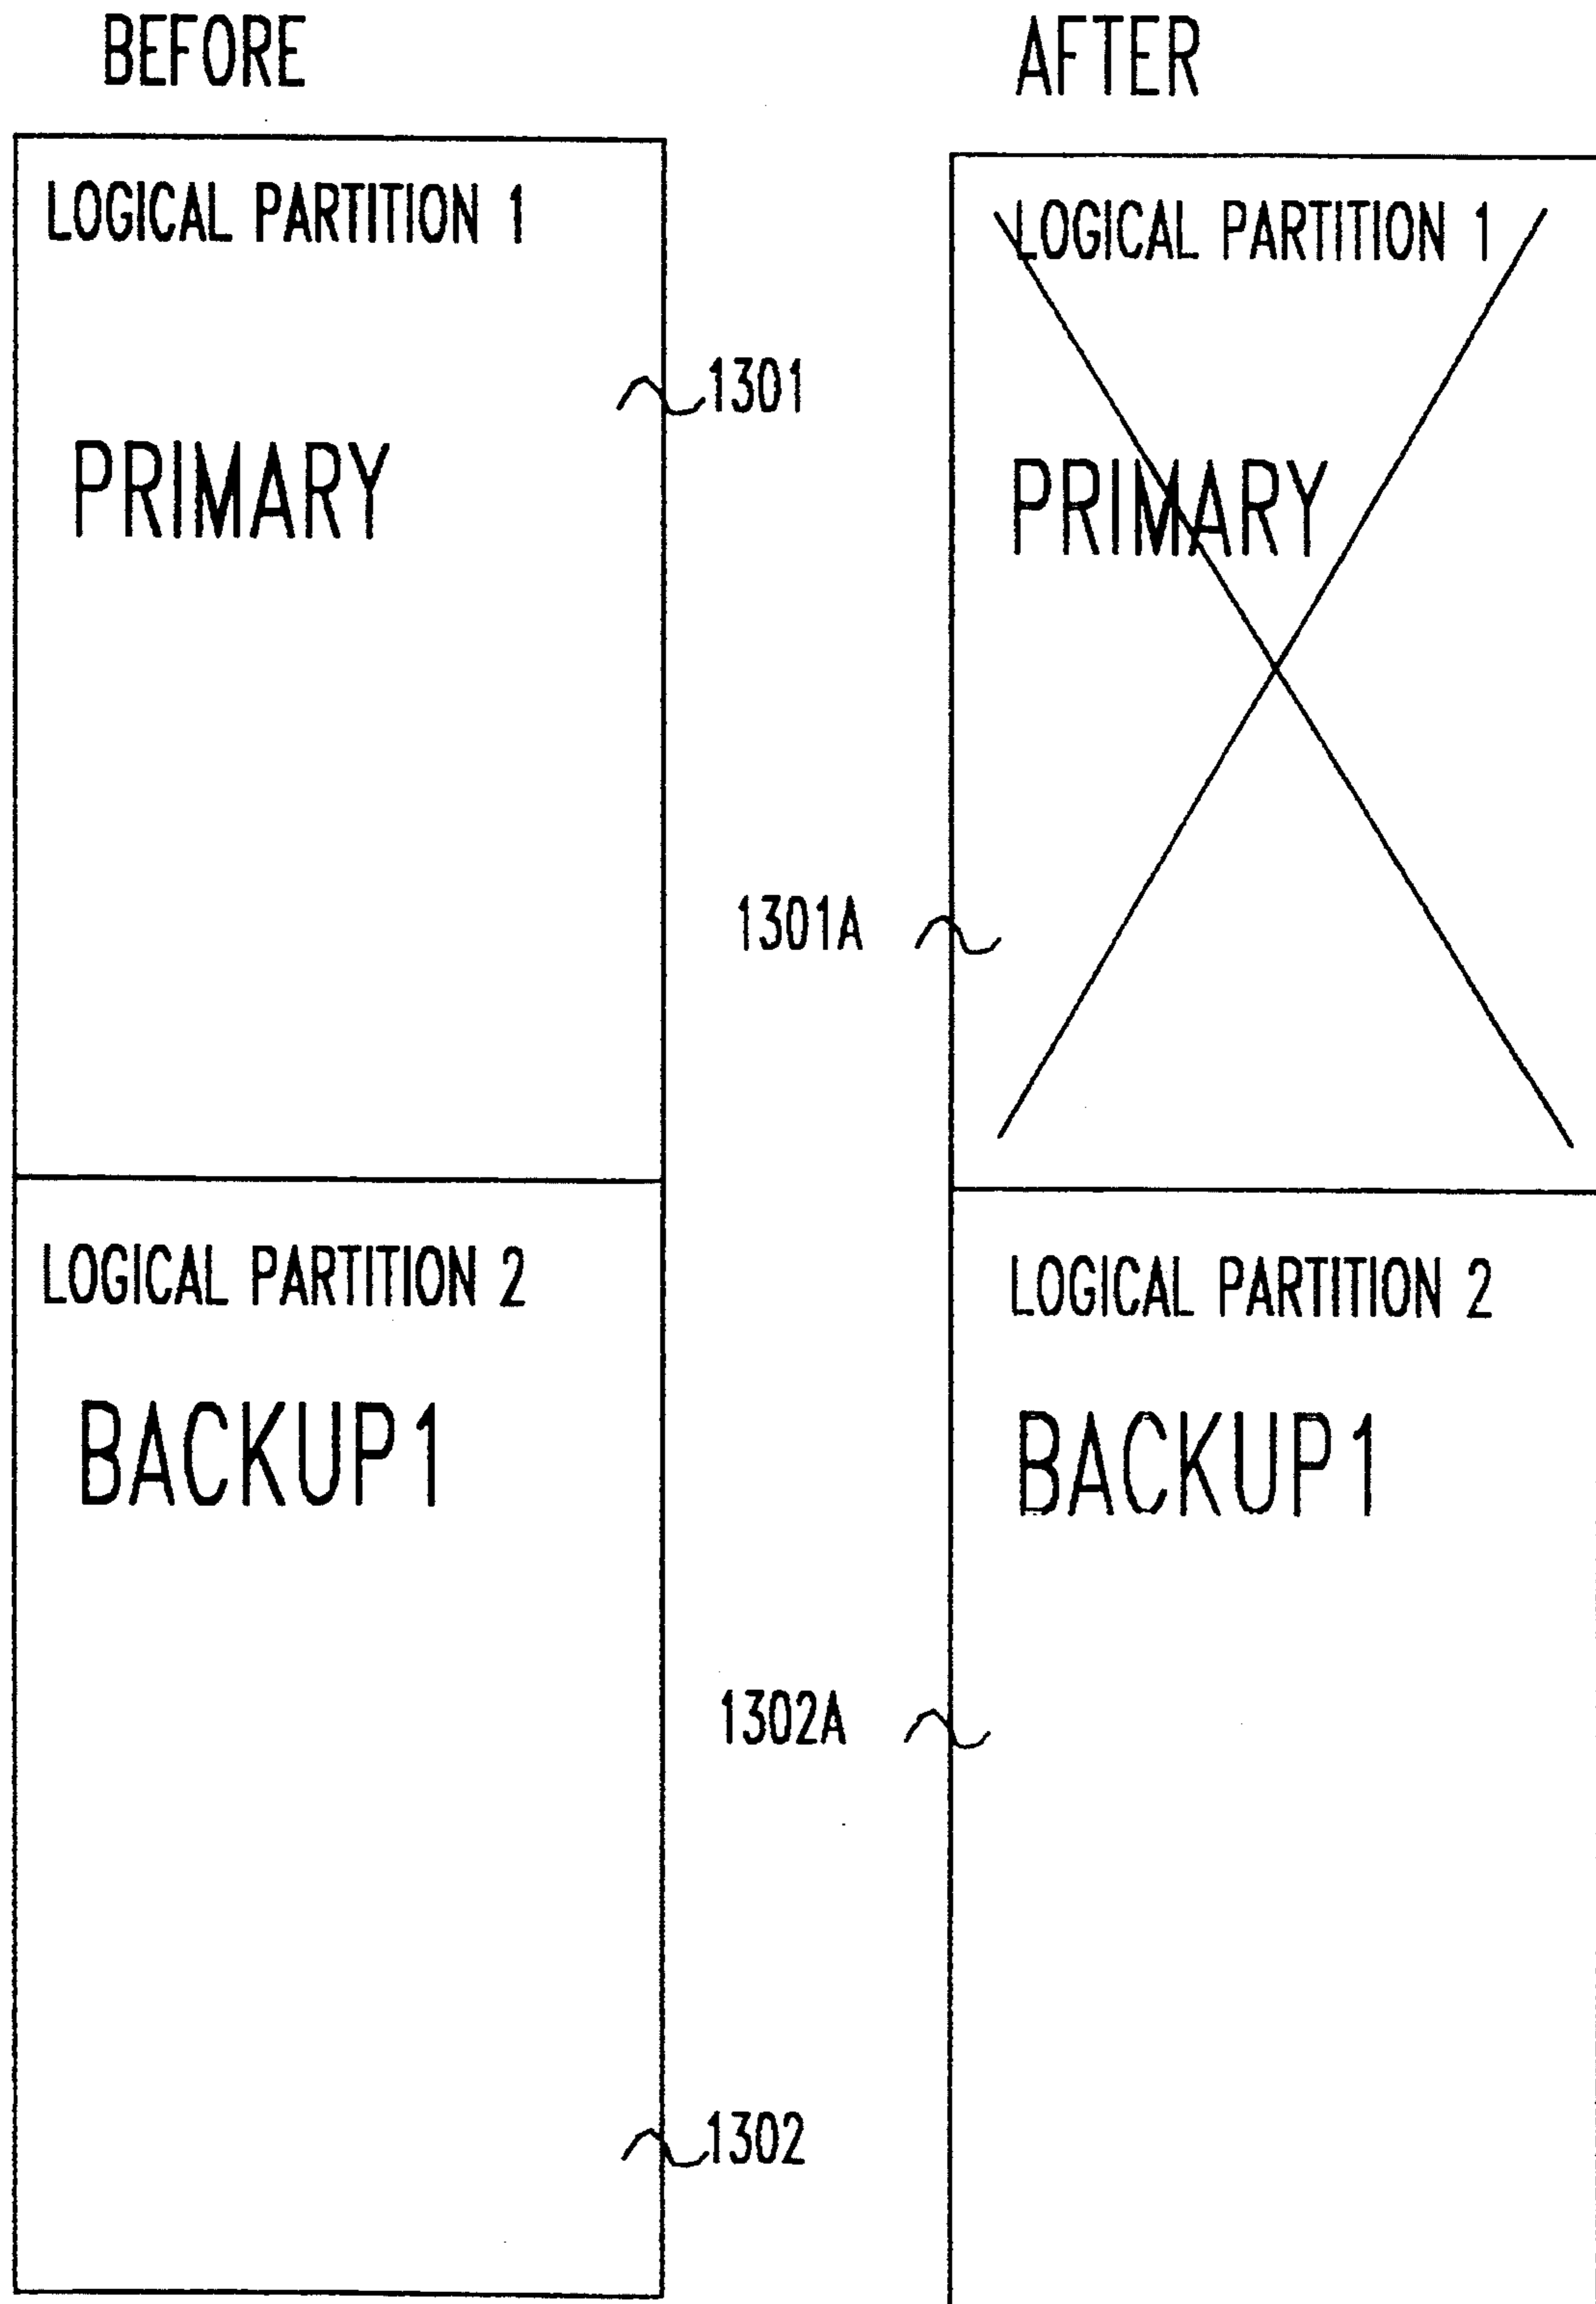 BEFORE
LOGICAL PARTITION 1
1301
PRIMARY
LOGICAL PARTITION 2
BACKUP1
1302
AFTER
LOGICAL PARTITION 1
PRIMARY
1301A
LOGICAL PARTITION 2
BACKUP1
1302A